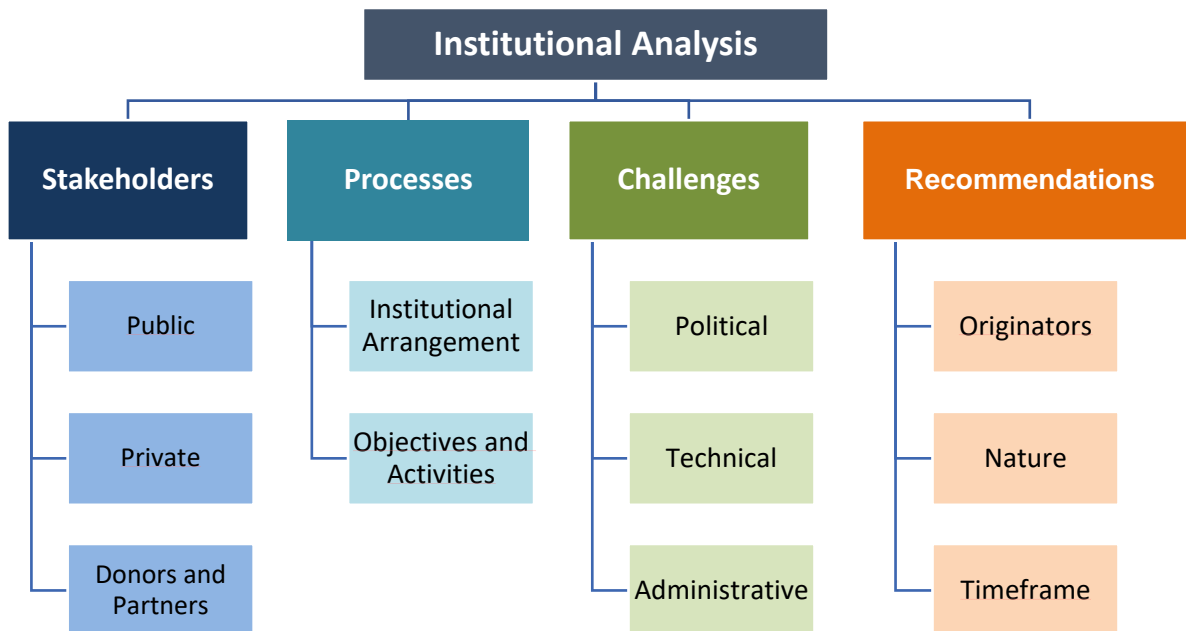 Institutional Analysis
Stakeholders
Processes
Challenges
Recommendations
Public
Private
Donors and
Partners
Institutional
Arrangement
Objectives and
Activities
Political
Technical
Administrative
Originators
Nature
Timeframe